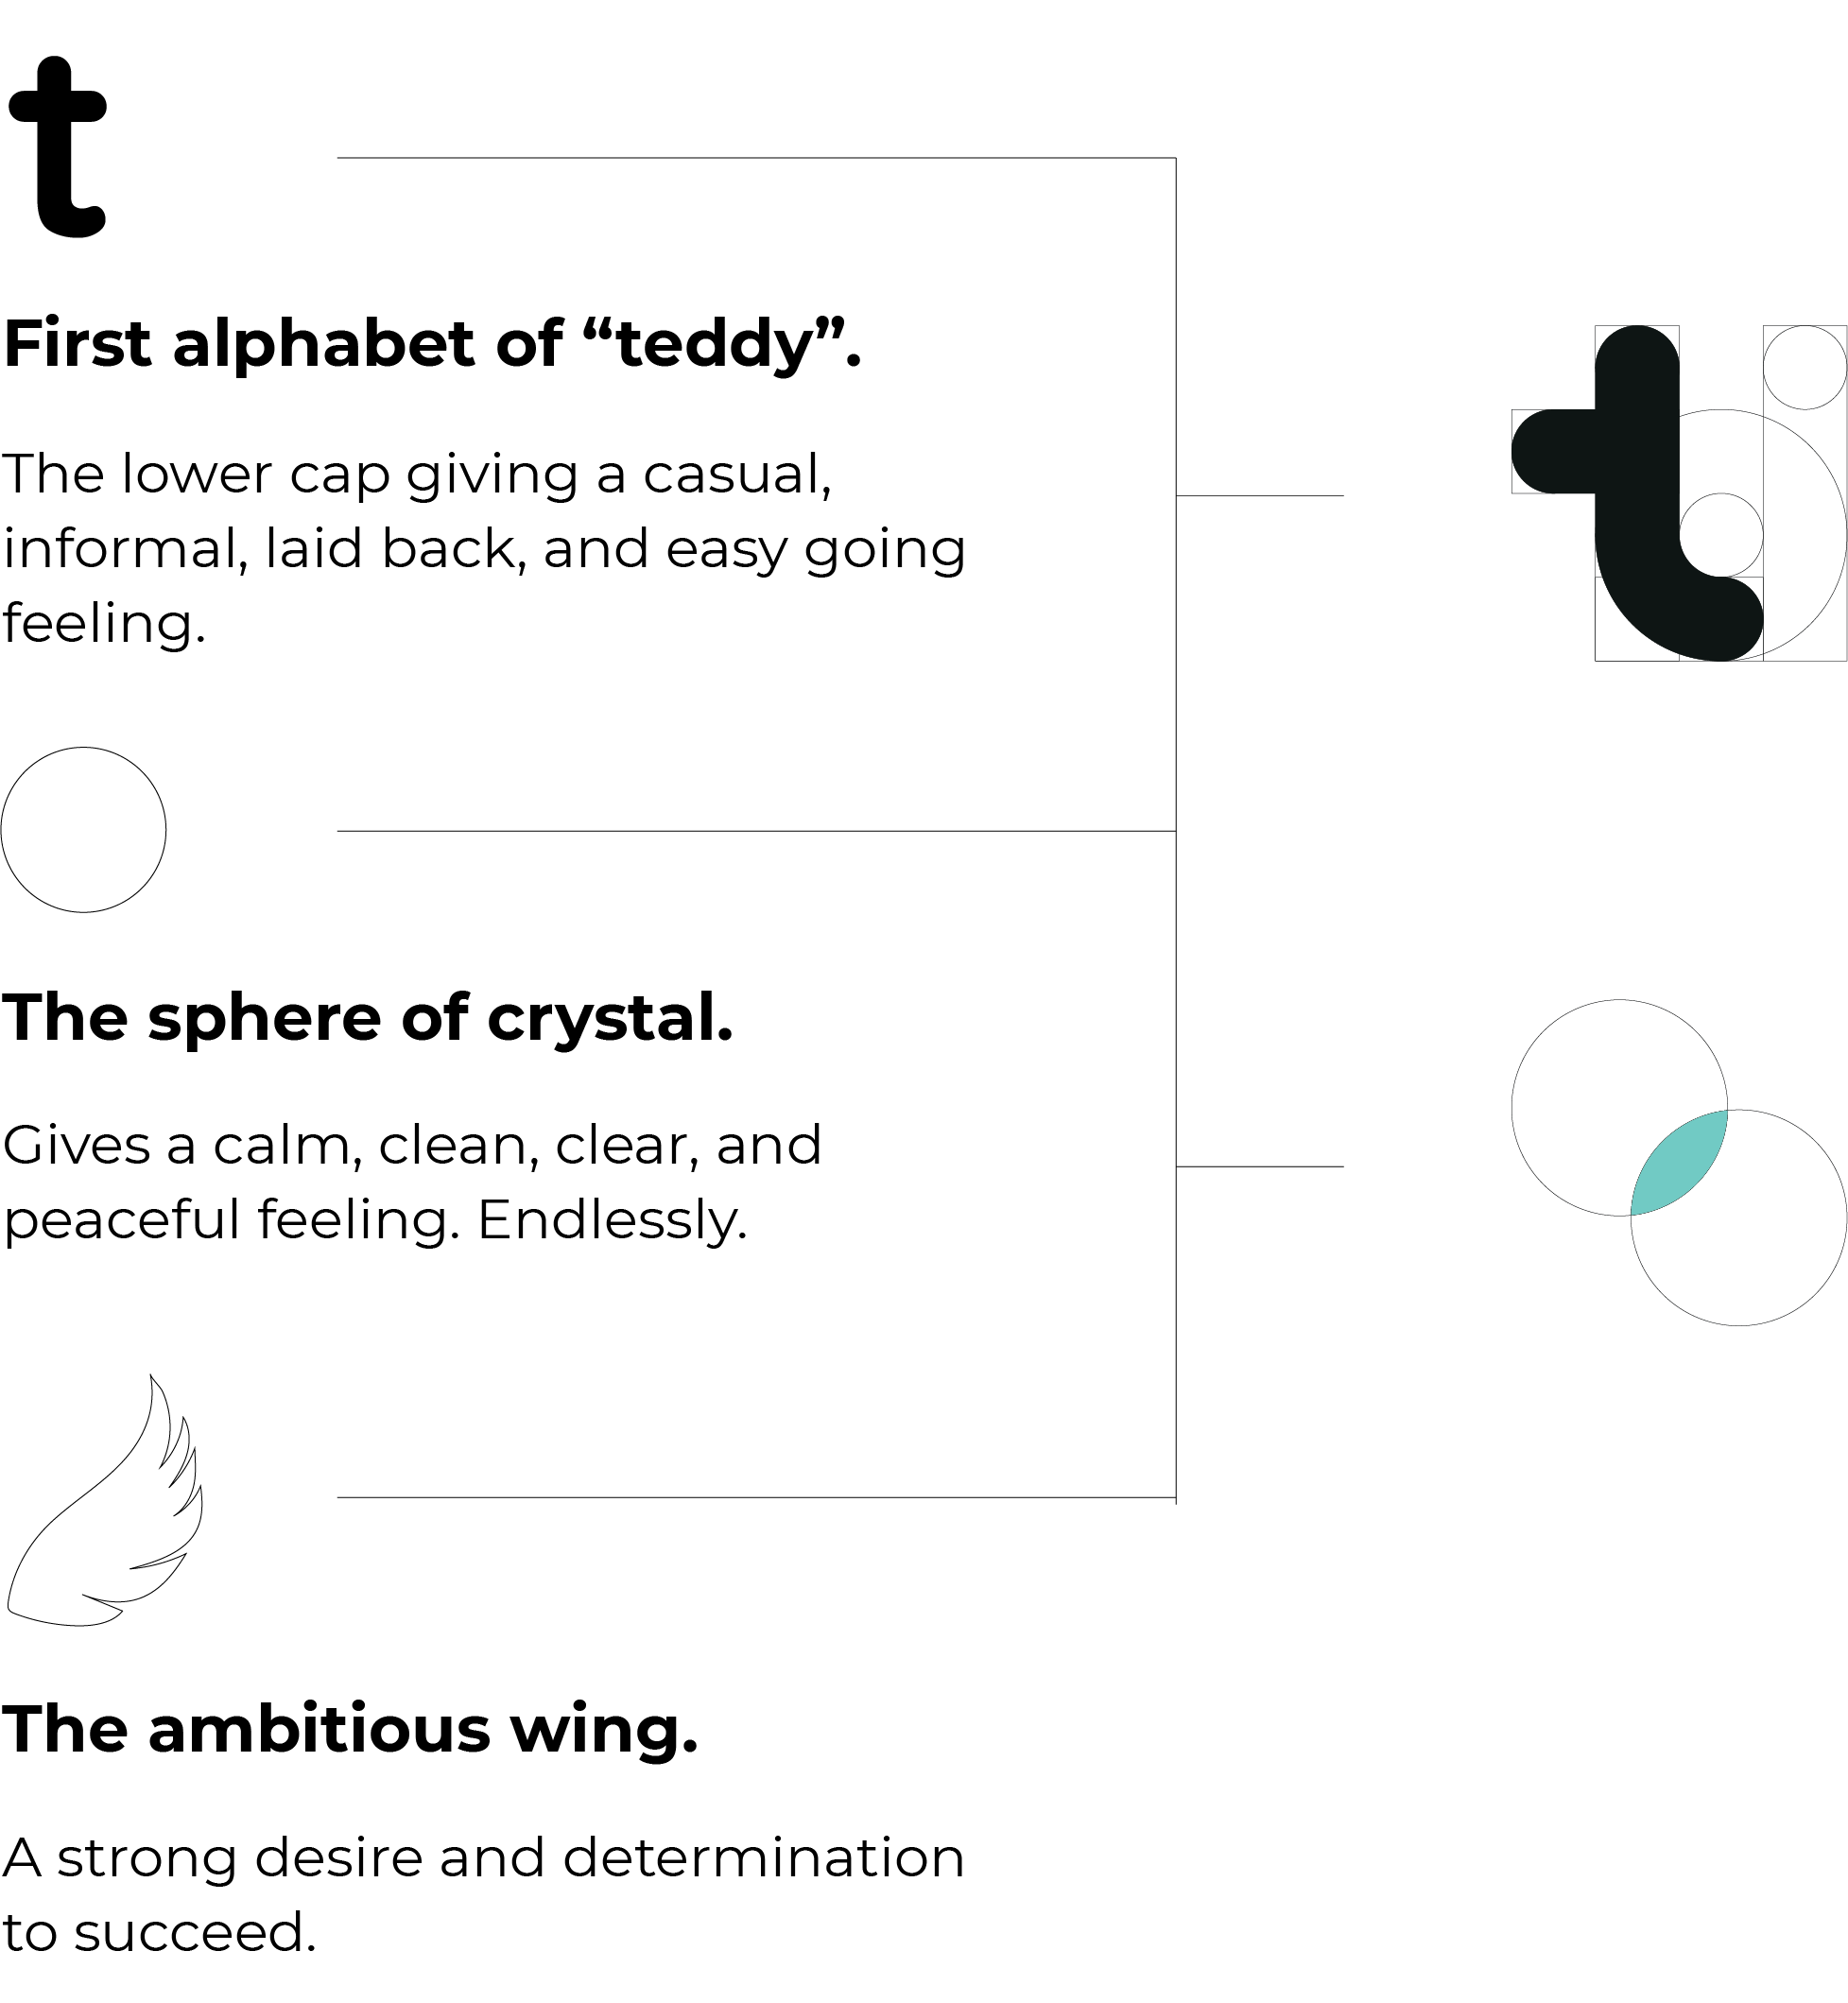 t
First alphabet of “teddy”.
The lower cap giving a casual,
informal, laid back, and easy going
feeling.
t
The sphere of crystal.
Gives a calm, clean, clear, and
peaceful feeling. Endlessly.
The ambitious wing.
A strong desire and determination
to succeed.